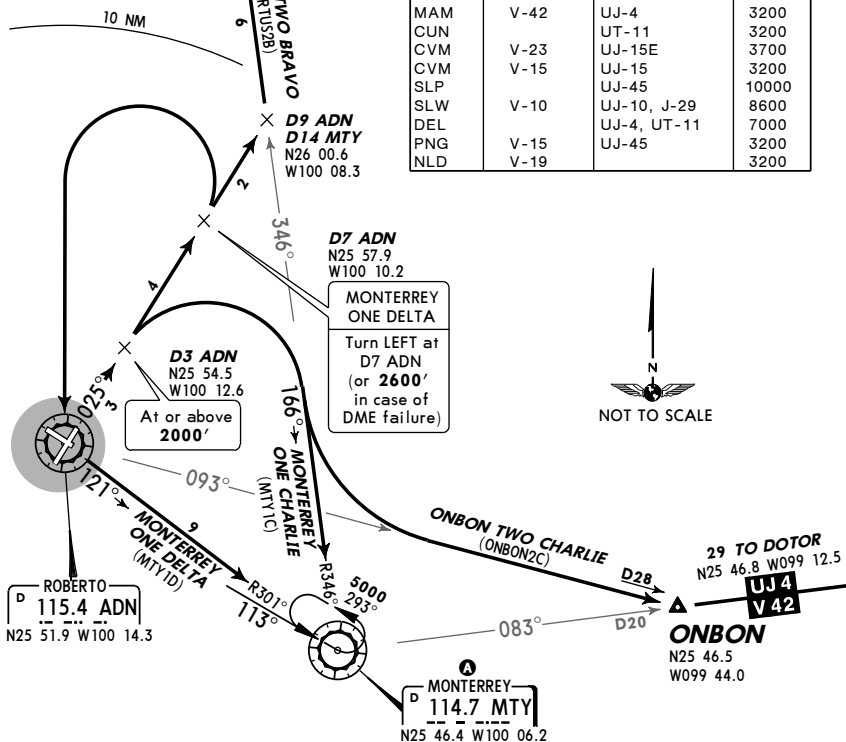 10 NM
6
RTUS2B)
TWO BRAVO
MAM V-42 UJ-4 3200
CUN UT-11 3200
CVM V-23 UJ-15E 3700
CVM V-15 UJ-15 3200
SLP UJ-45 10000
SLW V-10 UJ-10, J-29 8600
DEL UJ-4, UT-11 7000
PNG V-15 UJ-45 3200
NLD V-19 3200
D9 ADN
D14 MTY
N26 00.6
W100 08.3
2
346°
D7 ADN
N25 57.9
W100 10.2
MONTERREY
ONE DELTA
Turn LEFT at
D7 ADN
(or 2600'
in case of
DME failure)
4
D3 ADN
N25 54.5
W100 12.6
At or above
2000'
025°
3
N
NOT TO SCALE
166°
MONTERREY
ONE CHARLIE
(MTY1C)
093°
121°
9
MONTERREY
ONE DELTA
(MTY1D)
ONBON TWO CHARLIE
(ONBON2C)
29 TO DOTOR
N25 46.8 W099 12.5
UJ 4
V 42
D28
R301°
113°
R346°
5000
293°
083°
D20
ONBON
N25 46.5
W099 44.0
ROBERTO
D 115.4 ADN
N25 51.9 W100 14.3
A
MONTERREY
D 114.7 MTY
N25 46.4 W100 06.2